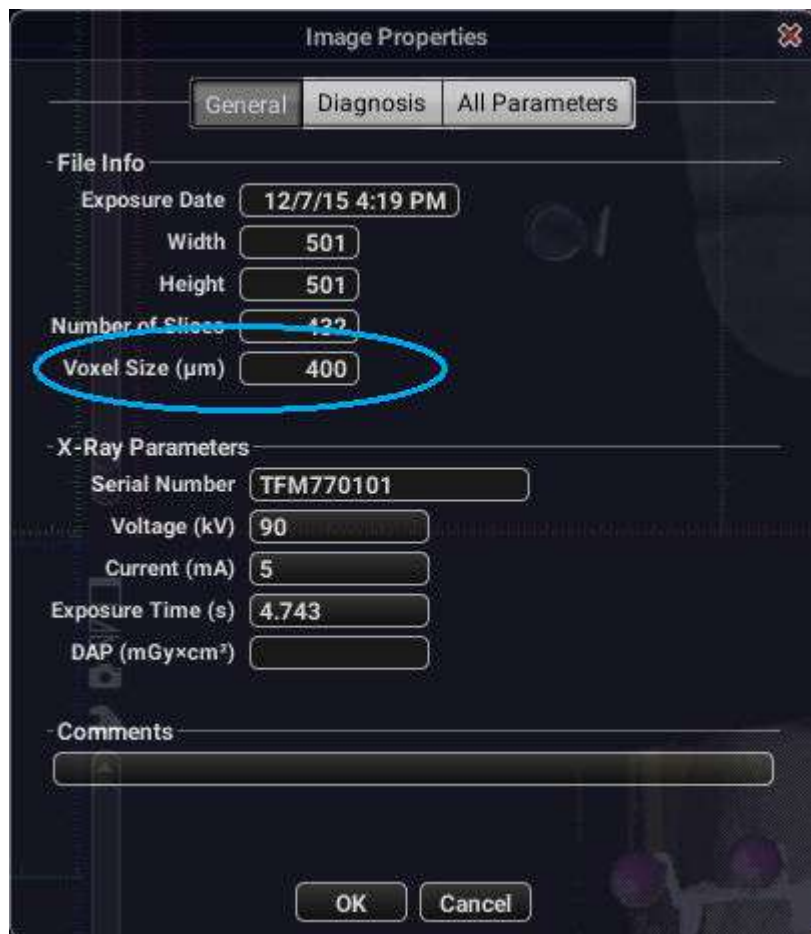 Image Properties
General Diagnosis All Parameters
File Info
Exposure Date 12/7/15 4:19 PM
Width 501
Height 501
Number of Slices 432
Voxel Size (µm) 400
X-Ray Parameters
Serial Number TFM770101
Voltage (kV) 90
Current (mA) 5
Exposure Time (s) 4.743
DAP (mGy×cm²)
Comments
OK Cancel